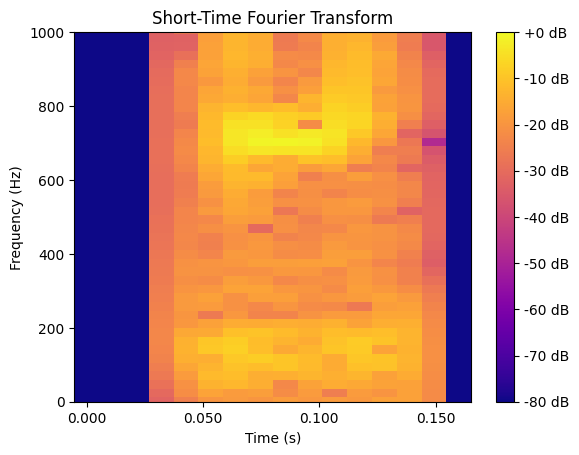 Short-Time Fourier Transform
Frequency (Hz)
1000
800
600
400
200
0
0.000
0.050
0.100
0.150
Time (s)
+0 dB
-10 dB
-20 dB
-30 dB
-40 dB
-50 dB
-60 dB
-70 dB
-80 dB